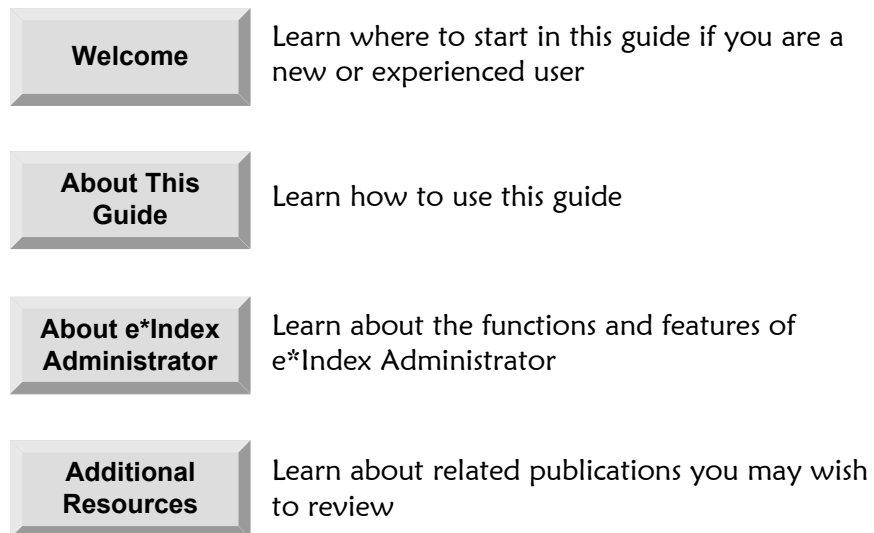 Welcome
Learn where to start in this guide if you are a
new or experienced user
About This
Guide
Learn how to use this guide
About e*Index
Administrator
Learn about the functions and features of
e*Index Administrator
Additional
Resources
Learn about related publications you may wish
to review